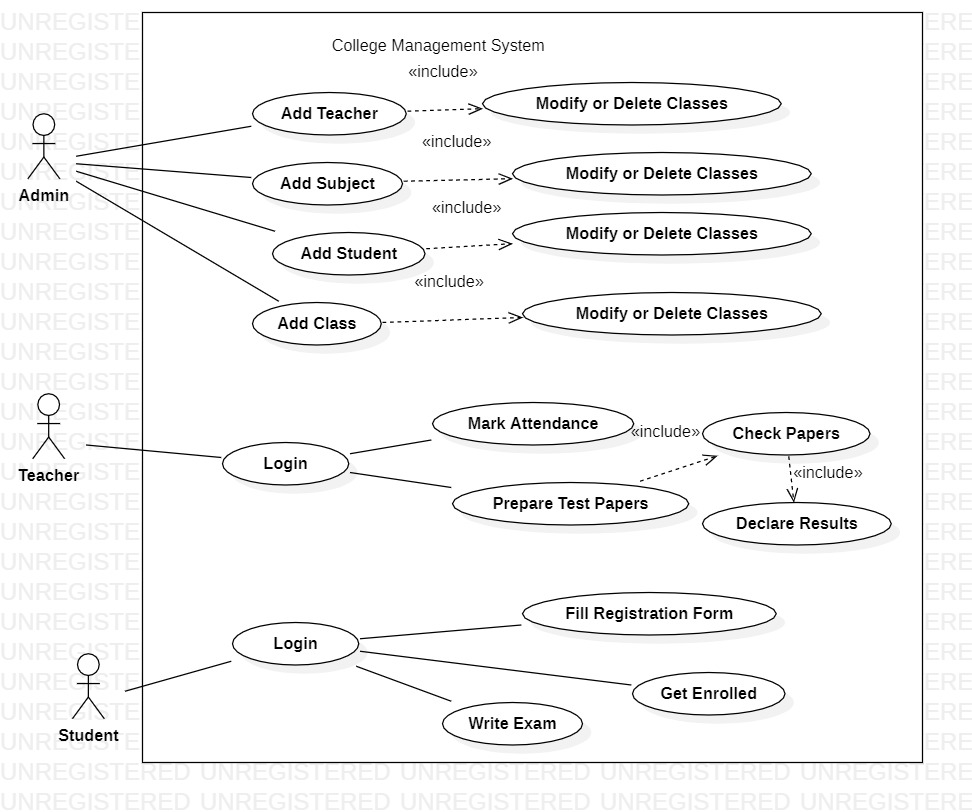 College Management System
«include»
Add Teacher
Modify or Delete Classes
«include»
Admin
Add Subject
Modify or Delete Classes
«include»
Add Student
Modify or Delete Classes
«include»
Add Class
Modify or Delete Classes
Mark Attendance
«include»
Check Papers
Teacher
Login
«include»
Prepare Test Papers
Declare Results
Fill Registration Form
Login
Get Enrolled
Student
Write Exam
UNREGISTERED UNREGISTERED UNREGISTERED UNREGISTERED UNREGISTERED
UNREGISTERED UNREGISTERED UNREGISTERED UNREGISTERED UNREGISTERED